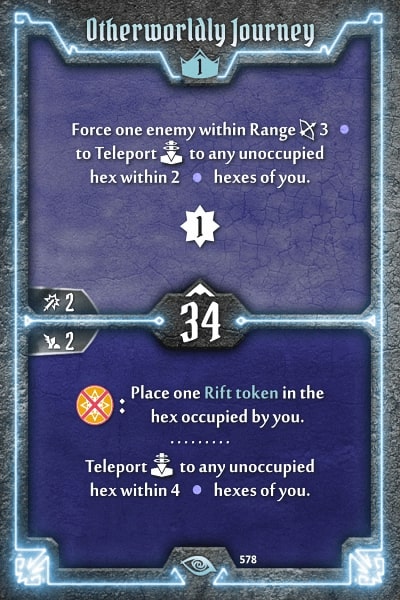 Otherworldly Journey
1
Force one enemy within Range 3
to Teleport to any unoccupied
hex within 2 hexes of you.
1
2
34
2
: Place one Rift token in the
hex occupied by you.
.........
Teleport to any unoccupied
hex within 4 hexes of you.
578